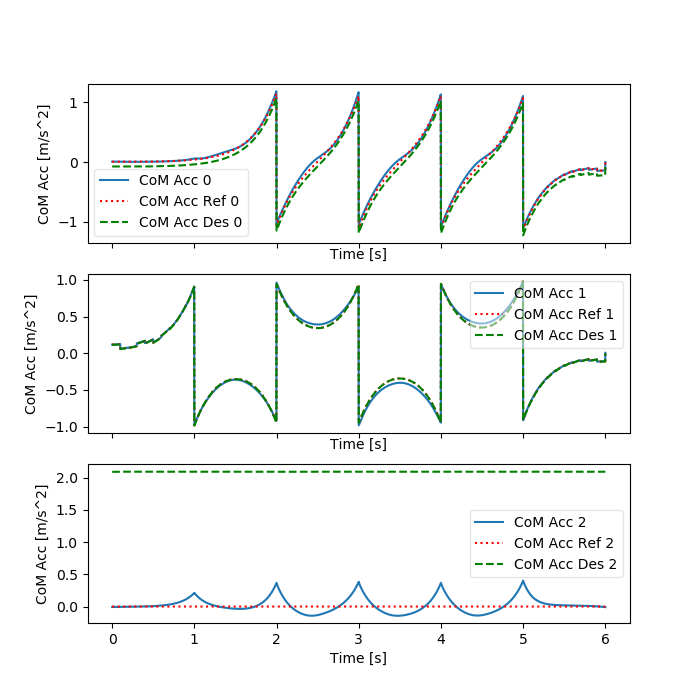 CoM Acc [m/s^2]
1
0
−1
CoM Acc 0
CoM Acc Ref 0
CoM Acc Des 0
Time [s]
CoM Acc [m/s^2]
1.0
0.5
0.0
−0.5
−1.0
CoM Acc 1
CoM Acc Ref 1
CoM Acc Des 1
Time [s]
CoM Acc [m/s^2]
2.0
1.5
1.0
0.5
0.0
CoM Acc 2
CoM Acc Ref 2
CoM Acc Des 2
0 1 2 3 4 5 6
Time [s]